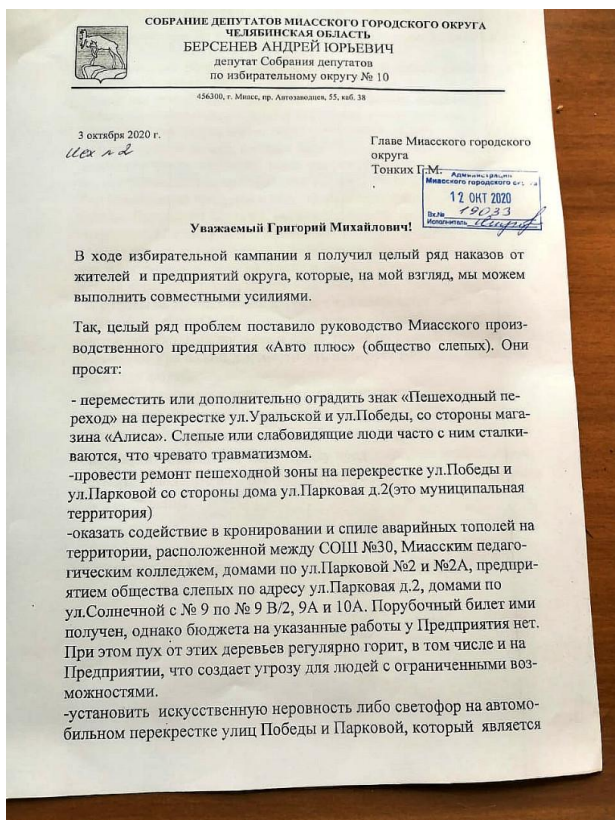 СОБРАНИЕ ДЕПУТАТОВ МИАССКОГО ГОРОДСКОГО ОКРУГА
ЧЕЛЯБИНСКАЯ ОБЛАСТЬ
БЕРСЕНЕВ АНДРЕЙ ЮРЬЕВИЧ
депутат Собрания депутатов
по избирательному округу № 10
456300, г. Миасс, пр. Автозаводцев, 55, каб. 38
3 октября 2020 г.
Исх № 2
Главе Миасского городского
округа
Тонких Г.М.
Администрация
Миасского городского округа
12 ОКТ 2020
Вх.№ 19033
Исполнитель
Уважаемый Григорий Михайлович!
В ходе избирательной кампании я получил целый ряд наказов от
жителей и предприятий округа, которые, на мой взгляд, мы можем
выполнить совместными усилиями.
Так, целый ряд проблем поставило руководство Миасского произ-
водственного предприятия «Авто плюс» (общество слепых). Они
просят:
- переместить или дополнительно оградить знак «Пешеходный пе-
реход» на перекрестке ул.Уральской и ул.Победы, со стороны мага-
зина «Алиса». Слепые или слабовидящие люди часто с ним сталки-
ваются, что чревато травматизмом.
-провести ремонт пешеходной зоны на перекрестке ул.Победы и
ул.Парковой со стороны дома ул.Парковая д.2(это муниципальная
территория)
-оказать содействие в кронировании и спиле аварийных тополей на
территории, расположенной между СОШ №30, Миасским педаго-
гическим колледжем, домами по ул.Парковой №2 и №2А, предпри-
ятием общества слепых по адресу ул.Парковая д.2, домами по
ул.Солнечной с № 9 по № 9 В/2, 9А и 10А. Порубочный билет ими
получен, однако бюджета на указанные работы у Предприятия нет.
При этом пух от этих деревьев регулярно горит, в том числе и на
Предприятии, что создает угрозу для людей с ограниченными воз-
можностями.
-установить искусственную неровность либо светофор на автомо-
бильном перекрестке улиц Победы и Парковой, который является